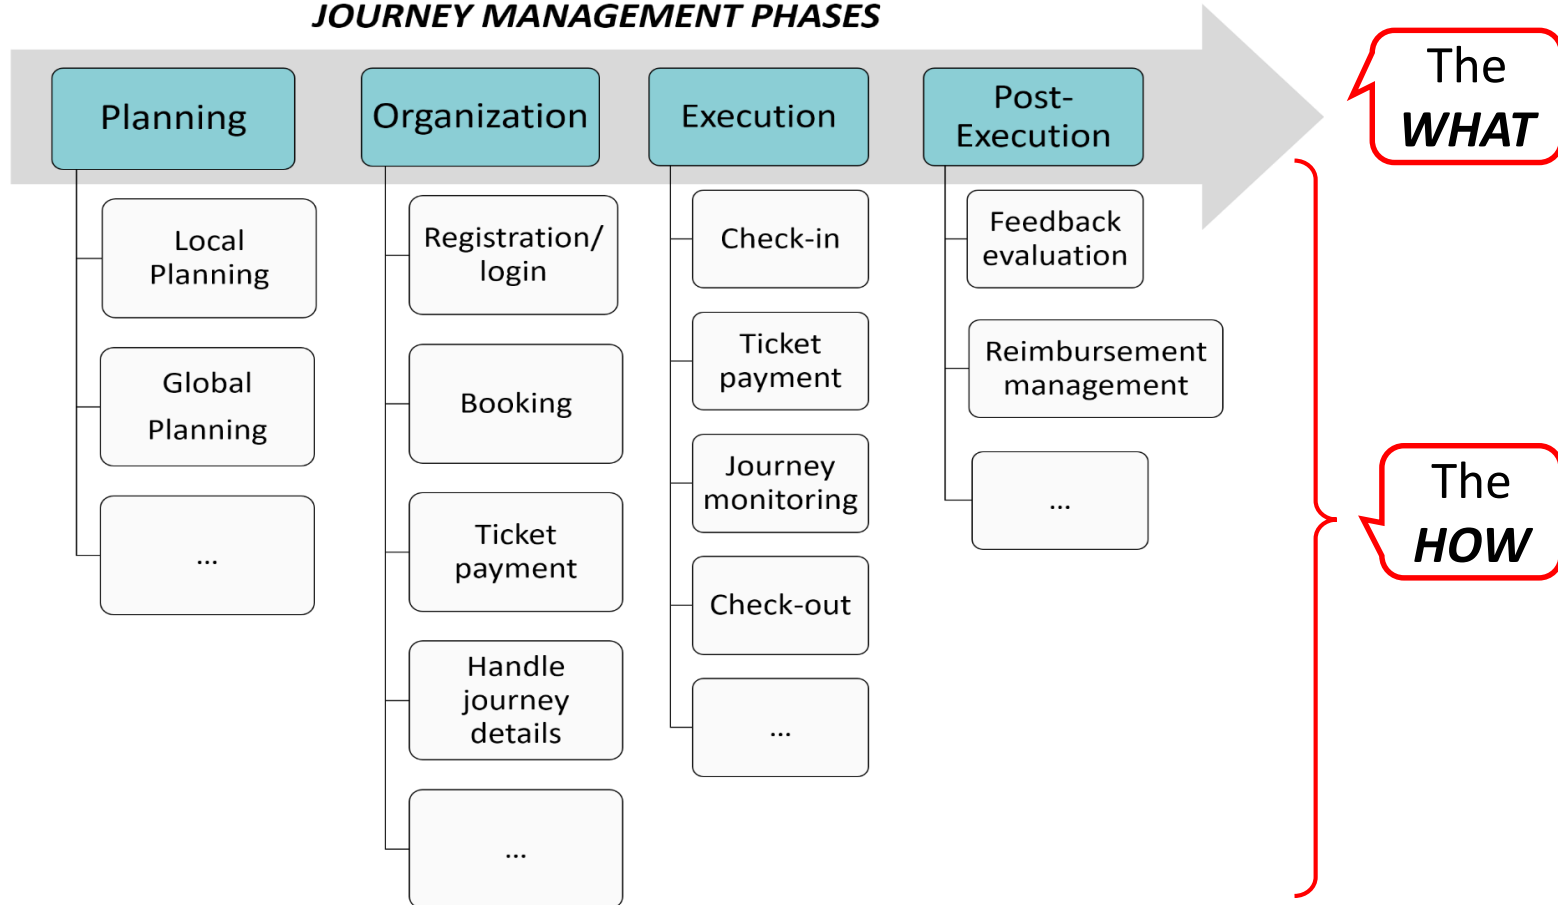 JOURNEY MANAGEMENT PHASES
Planning
Local
Planning
Global
Planning
...
Organization
Registration/
login
Booking
Ticket
payment
Handle
journey
details
...
Execution
Check-in
Ticket
payment
Journey
monitoring
Check-out
...
Post-
Execution
Feedback
evaluation
Reimbursement
management
...
The
WHAT
The
HOW